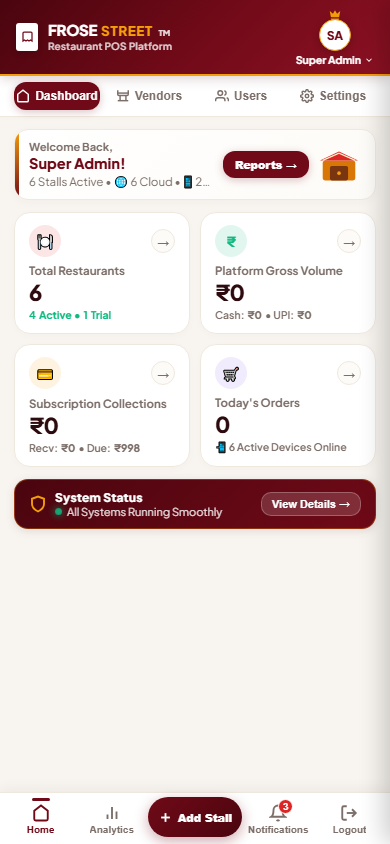 FROSE STREET TM
Restaurant POS Platform
SA
Super Admin
Dashboard
Vendors
Users
Settings
Welcome Back,
Super Admin!
6 Stalls Active • 6 Cloud • 2...
Reports →
Total Restaurants
6
4 Active • 1 Trial
₹
Platform Gross Volume
₹0
Cash: ₹0 • UPI: ₹0
Subscription Collections
₹0
Recv: ₹0 • Due: ₹998
Today's Orders
0
6 Active Devices Online
System Status
All Systems Running Smoothly
View Details →
Home
Analytics
+ Add Stall
3
Notifications
Logout